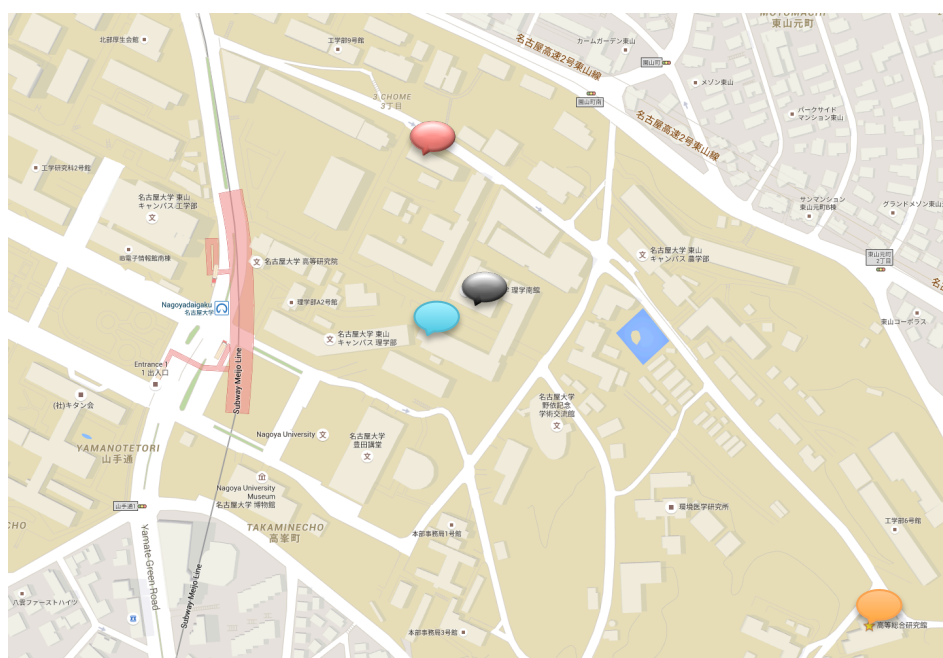 MOTOMACHI
東山元町
北部厚生会館
工学部9号館
名古屋高速2号東山線
カームガーデン東山
園山町
メゾン東山
3 CHOME
3丁目
園山町南
パークサイド
マンション東山
名古屋高速2号東山線
工学研究科2号館
名古屋大学 東山
キャンパス 工学部
サンマンション
東山元町B棟
グランドメゾン東山
IB電子情報館南棟
名古屋大学 高等研究院
名古屋大学 東山
キャンパス 農学部
東山元町
2丁目
理学南館
Nagoyadaigaku
名古屋大学
理学部A2号館
東山コーポラス
名古屋大学 東山
キャンパス 理学部
Entrance 1
1 出入口
Subway Meijo Line
(社)キタン会
名古屋大学
野依記念
学術交流館
Nagoya University
名古屋大学
豊田講堂
YAMANOTETORI
山手通
Nagoya University
Museum
名古屋大学 博物館
山手通1
環境医学研究所
CHO
TAKAMINECHO
高峯町
本部事務局1号館
工学部6号館
Yamate Green Road
Subway Meijo Line
八雲ファーストハイツ
本部事務局3号館
高等総合研究館